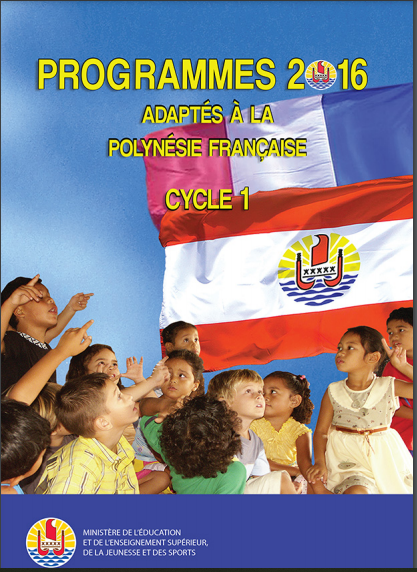 PROGRAMMES 2016
ADAPTÉS À LA
POLYNÉSIE FRANÇAISE
CYCLE 1
MINISTÈRE DE L'ÉDUCATION
ET DE L'ENSEIGNEMENT SUPÉRIEUR,
DE LA JEUNESSE ET DES SPORTS